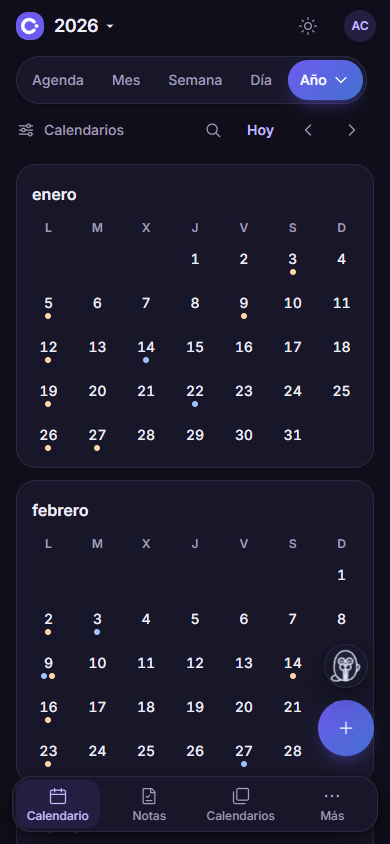 2026
AC
Agenda Mes Semana Día Año
Calendarios Hoy
enero
L M X J V S D
1 2 3 4
5 6 7 8 9 10 11
12 13 14 15 16 17 18
19 20 21 22 23 24 25
26 27 28 29 30 31
febrero
L M X J V S D
1
2 3 4 5 6 7 8
9 10 11 12 13 14
16 17 18 19 20 21
23 24 25 26 27 28
Calendario Notas Calendarios Más